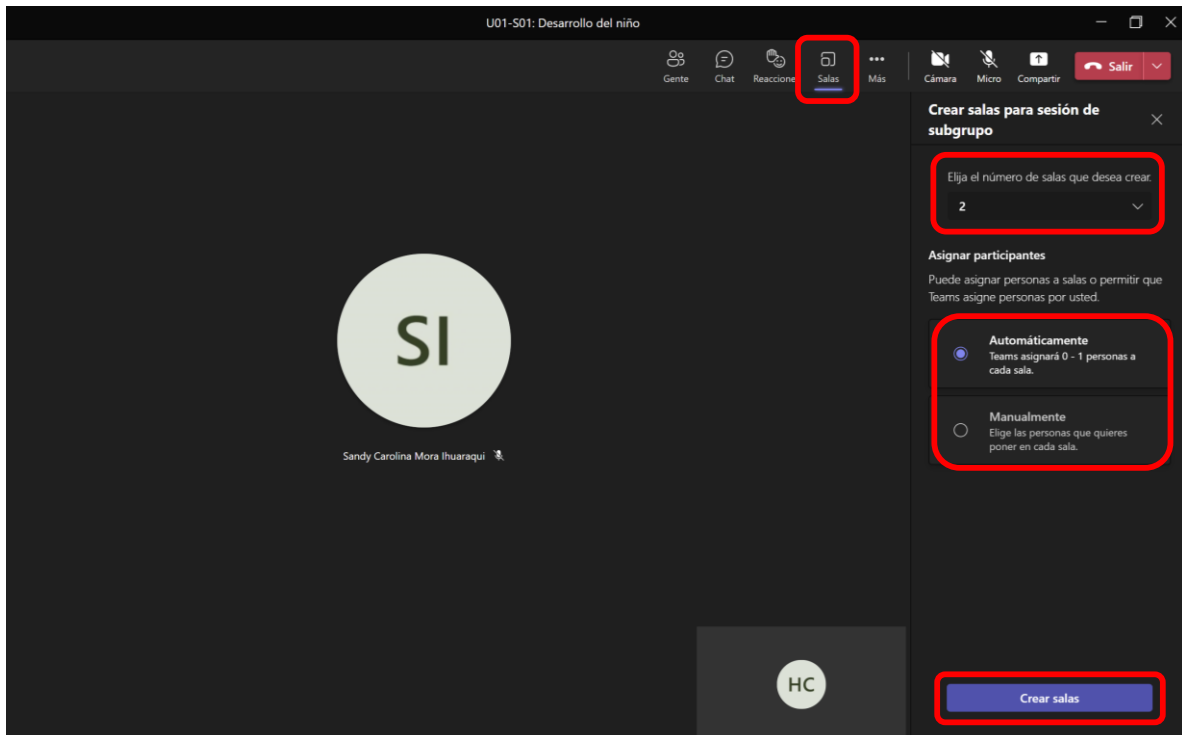 U01-S01: Desarrollo del niño
Gente
Chat
Reaccione
Salas
Más
Cámara
Micro
Compartir
Salir
Crear salas para sesión de
subgrupo
Elija el número de salas que desea crear.
2
Asignar participantes
Puede asignar personas a salas o permitir que
Teams asigne personas por usted.
Automáticamente
Teams asignará 0 - 1 personas a
cada sala.
Manualmente
Elige las personas que quieres
poner en cada sala.
SI
Sandy Carolina Mora Ihuaraqui
HC
Crear salas